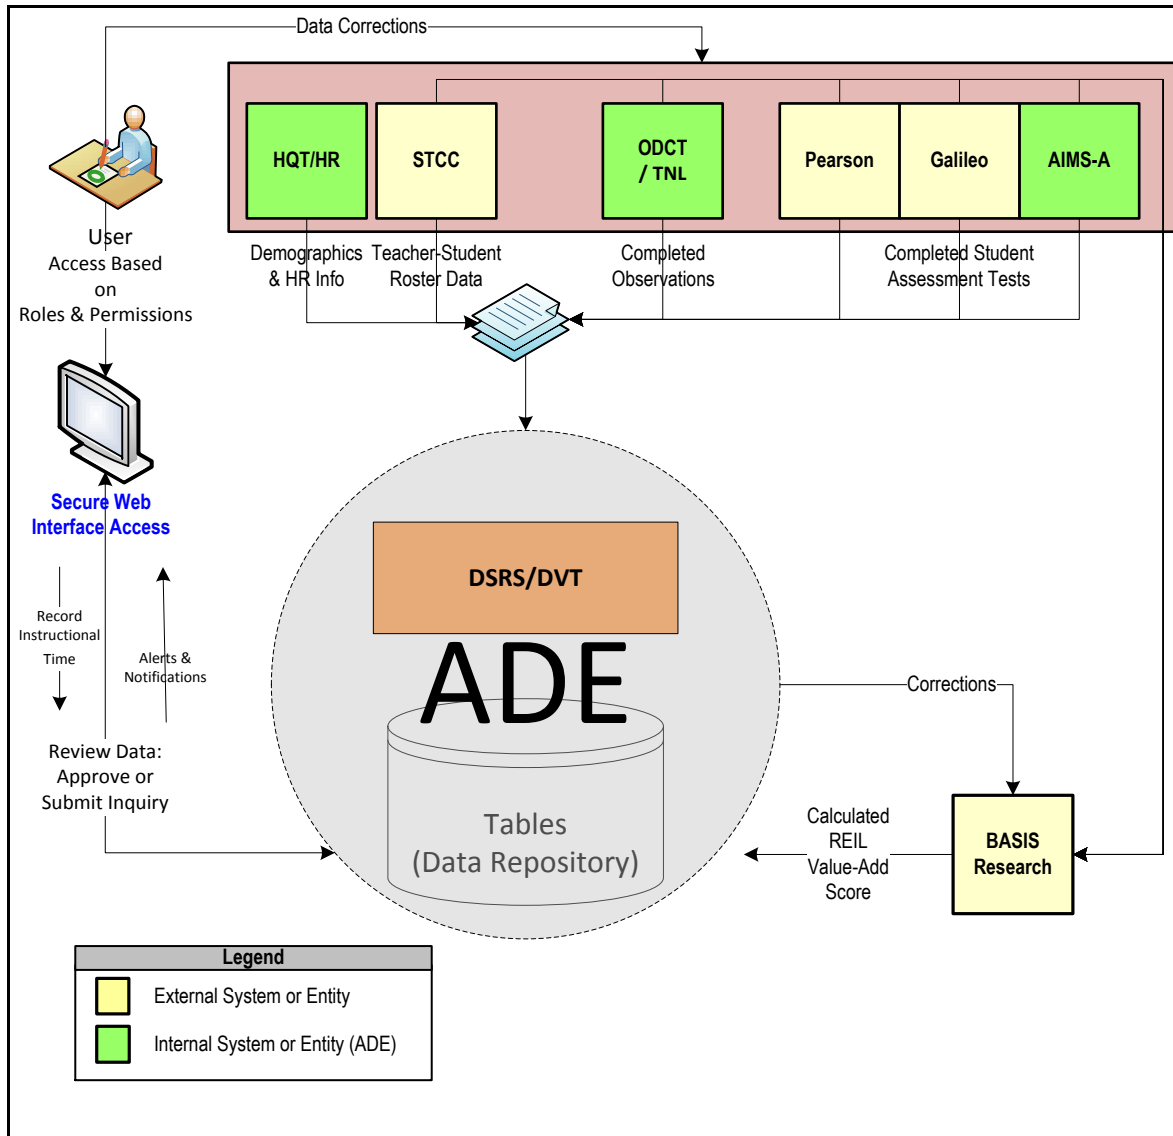 Data Corrections
HQT/HR
STCC
ODCT
/ TNL
Pearson
Galileo
AIMS-A
User
Access Based
on
Roles & Permissions
Demographics
& HR Info
Teacher-Student
Roster Data
Completed
Observations
Completed Student
Assessment Tests
Secure Web
Interface Access
Record
Instructional
Time
Alerts &
Notifications
Review Data:
Approve or
Submit Inquiry
DSRS/DVT
ADE
Tables
(Data Repository)
Corrections
Calculated
REIL
Value-Add
Score
BASIS
Research
Legend
External System or Entity
Internal System or Entity (ADE)